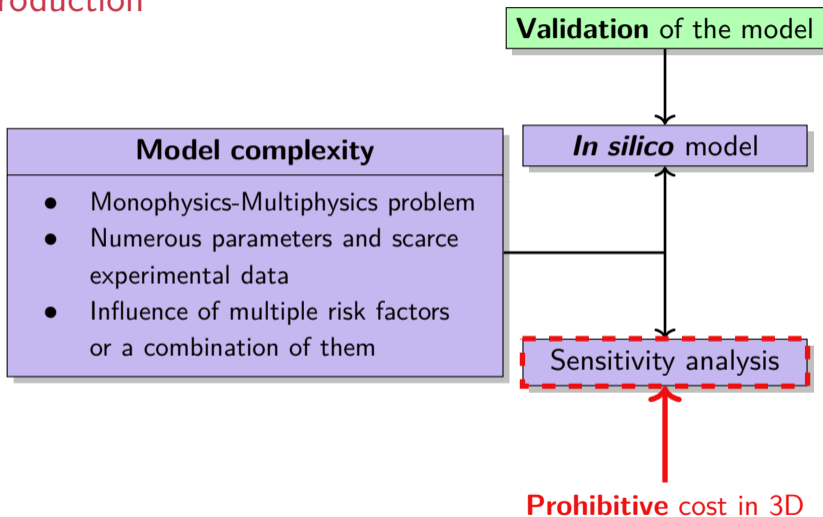 roduction
Validation of the model
In silico model
Model complexity
● Monophysics-Multiphysics problem
● Numerous parameters and scarce
experimental data
● Influence of multiple risk factors
or a combination of them
Sensitivity analysis
Prohibitive cost in 3D